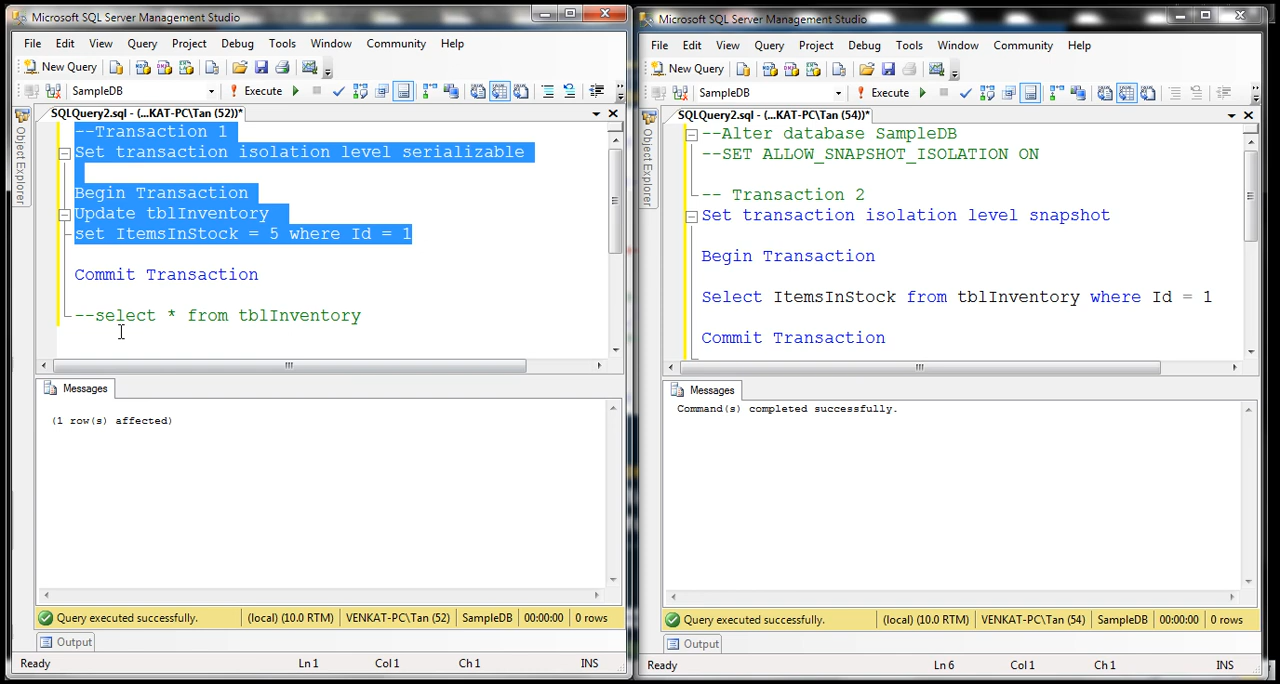 Microsoft SQL Server Management Studio
File Edit View Query Project Debug Tools Window Community Help
New Query
SampleDB Execute
SQLQuery2.sql - (...KAT-PC\Tan (52))*
Object Explorer
--Transaction 1
Set transaction isolation level serializable
Begin Transaction
Update tblInventory
set ItemsInStock = 5 where Id = 1
Commit Transaction
--select * from tblInventory
Messages
(1 row(s) affected)
Query executed successfully. (local) (10.0 RTM) VENKAT-PC\Tan (52) SampleDB 00:00:00 0 rows
Output
Ready Ln 1 Col 1 Ch 1 INS
Microsoft SQL Server Management Studio
File Edit View Query Project Debug Tools Window Community Help
New Query
SampleDB Execute
SQLQuery2.sql - (...KAT-PC\Tan (54))*
Object Explorer
--Alter database SampleDB
--SET ALLOW_SNAPSHOT_ISOLATION ON
-- Transaction 2
Set transaction isolation level snapshot
Begin Transaction
Select ItemsInStock from tblInventory where Id = 1
Commit Transaction
Messages
Command(s) completed successfully.
Query executed successfully. (local) (10.0 RTM) VENKAT-PC\Tan (54) SampleDB 00:00:00 0 rows
Output
Ready Ln 6 Col 1 Ch 1 INS